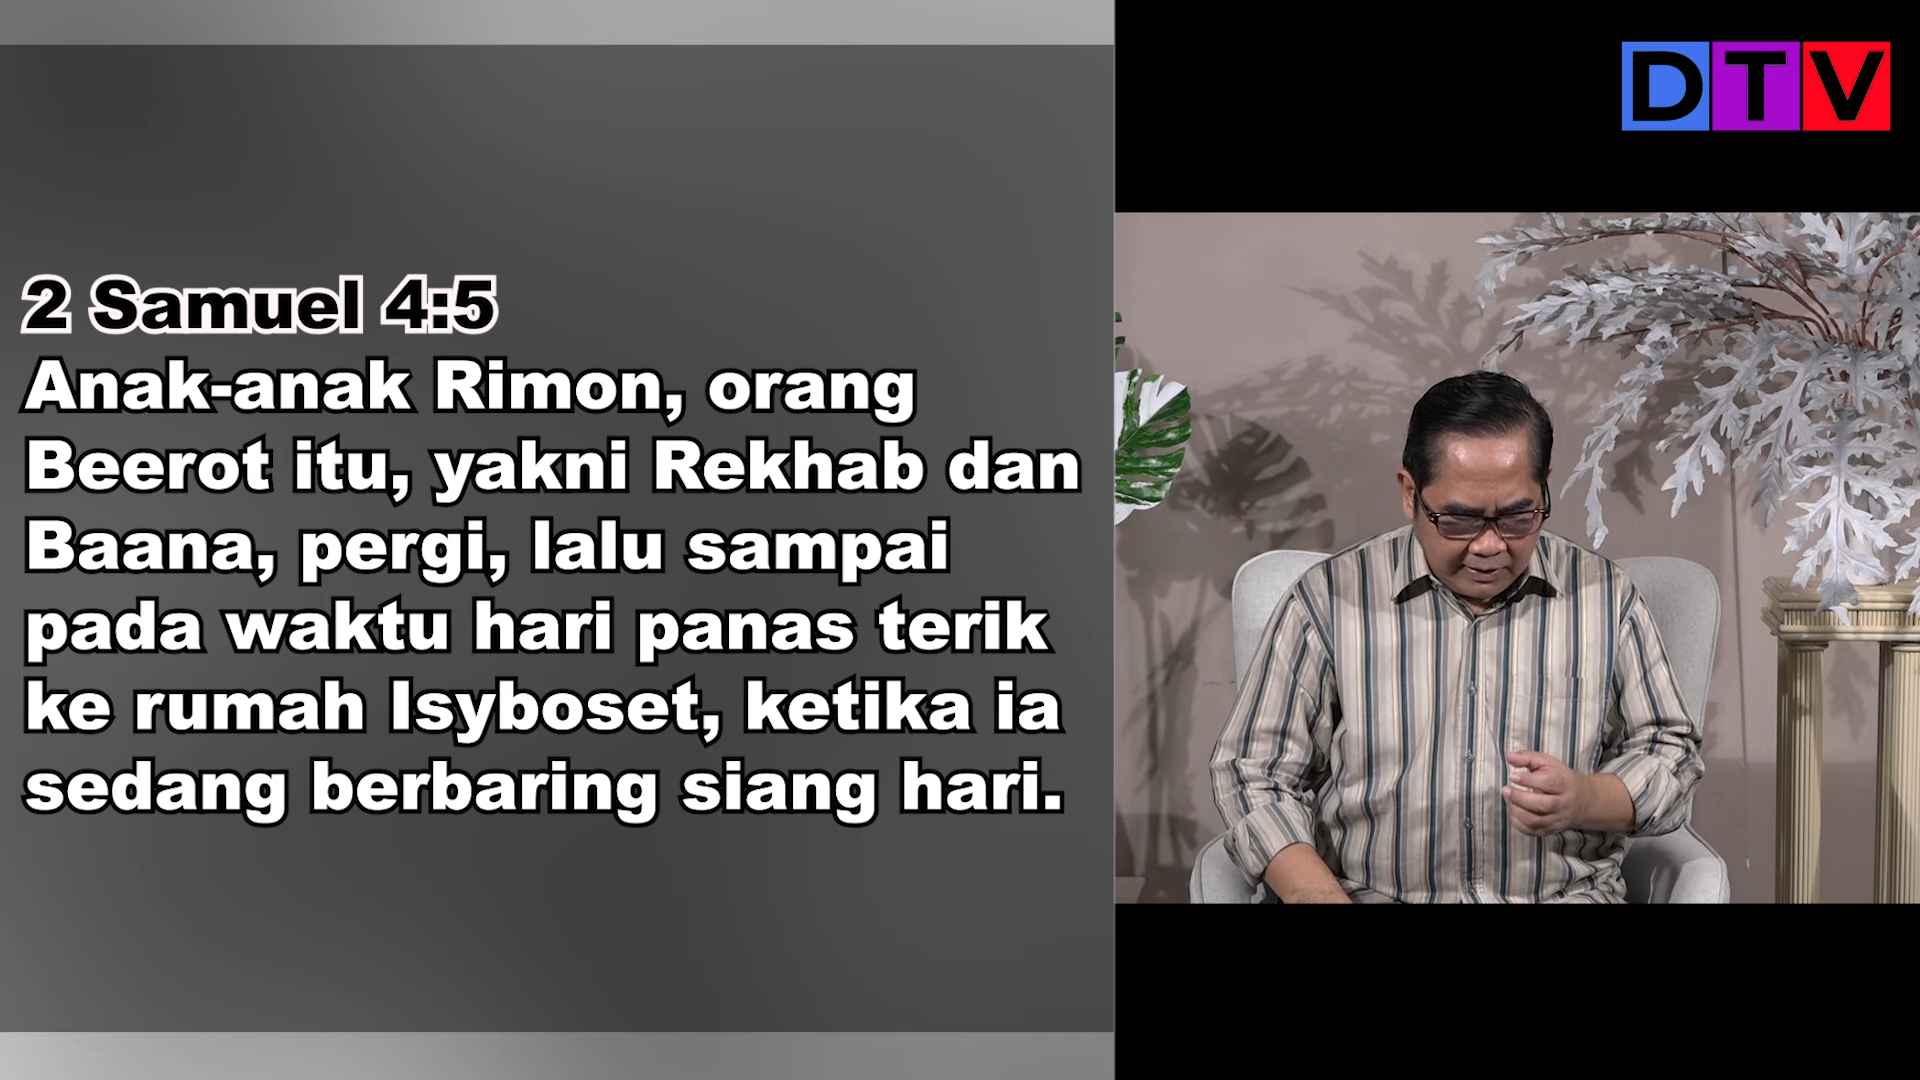 2 Samuel 4:5
Anak-anak Rimon, orang
Beerot itu, yakni Rekhab dan
Baana, pergi, lalu sampai
pada waktu hari panas terik
ke rumah Isyboset, ketika ia
sedang berbaring siang hari.
DTV